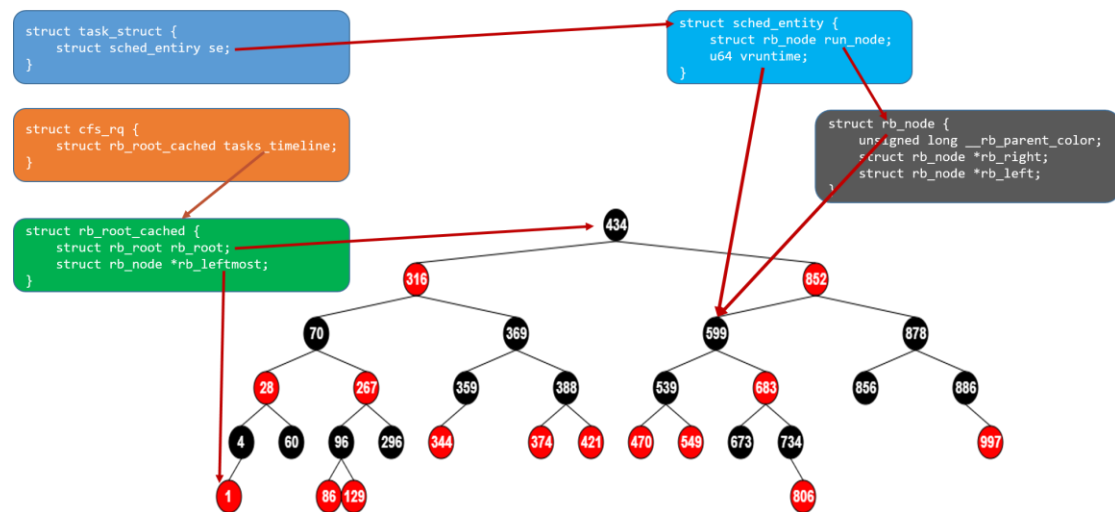 struct task_struct {
struct sched_entiry se;
}
struct sched_entity {
struct rb_node run_node;
u64 vruntime;
}
struct cfs_rq {
struct rb_root_cached tasks_timeline;
}
struct rb_node {
unsigned long __rb_parent_color;
struct rb_node *rb_right;
struct rb_node *rb_left;
}
struct rb_root_cached {
struct rb_root rb_root;
struct rb_node *rb_leftmost;
}
434
316 852
70 369 599 878
28 267 359 388 539 683 856 886
4 60 96 296 344 374 421 470 549 673 734 997
1 86 129 806